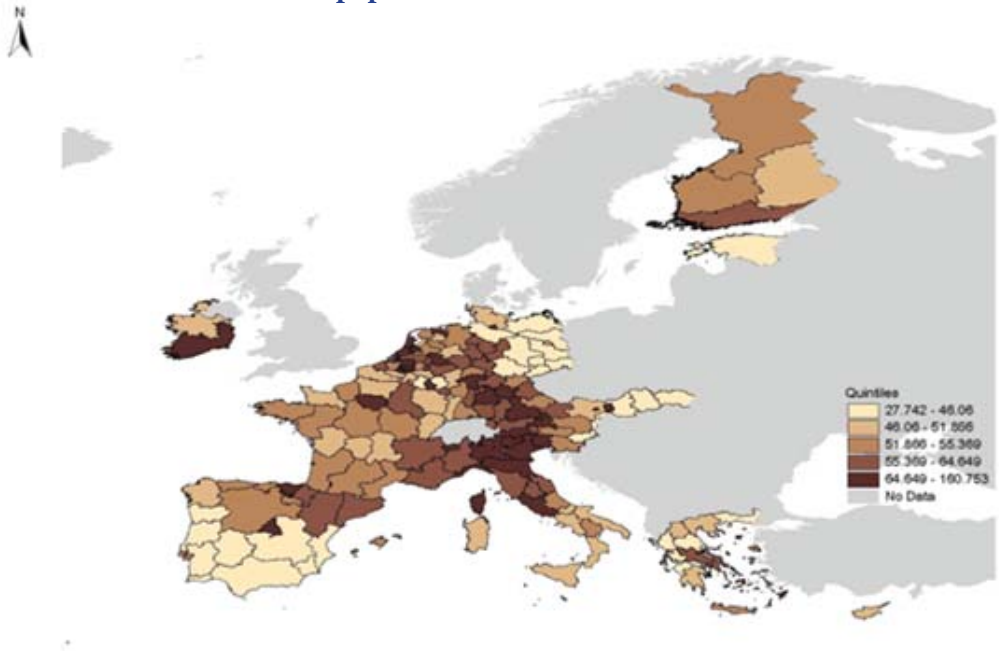 N
Quintiles
27.742 - 46.06
46.06 - 51.866
51.866 - 55.369
55.369 - 64.649
64.649 - 160.753
No Data